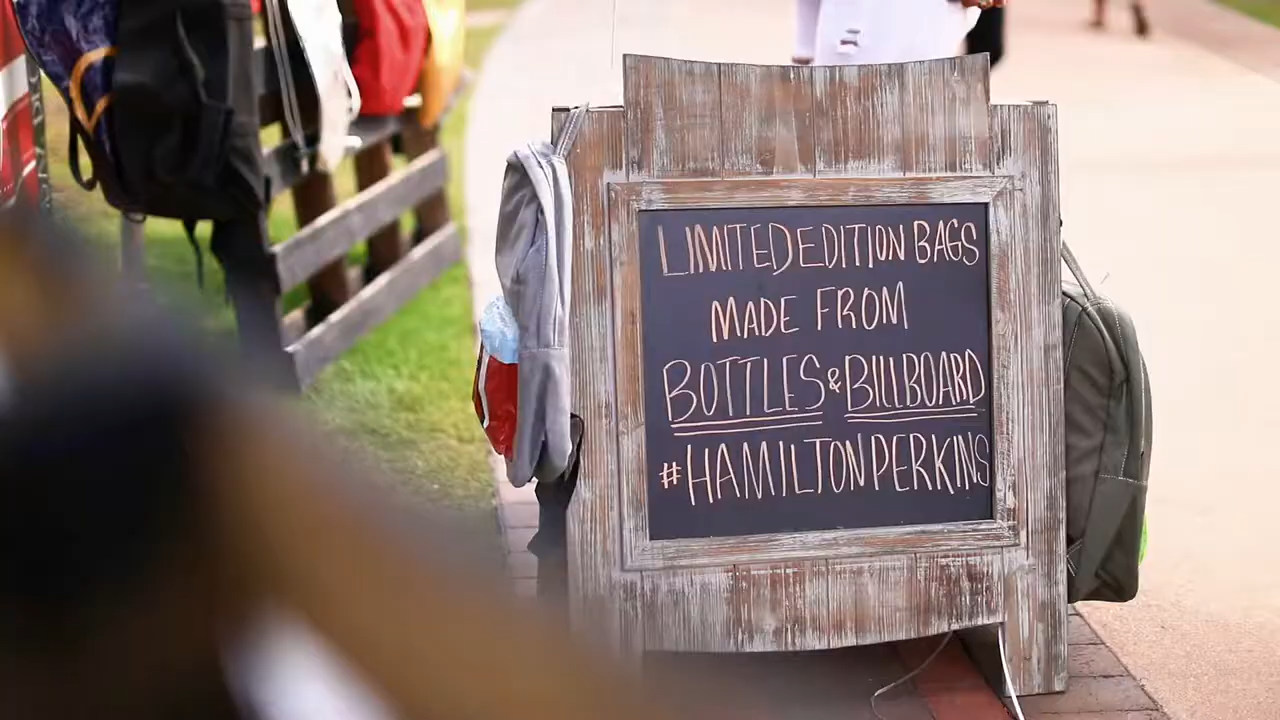 LIMITED EDITION BAGS
MADE FROM
BOTTLES & BILLBOARD
#HAMILTONPERKINS